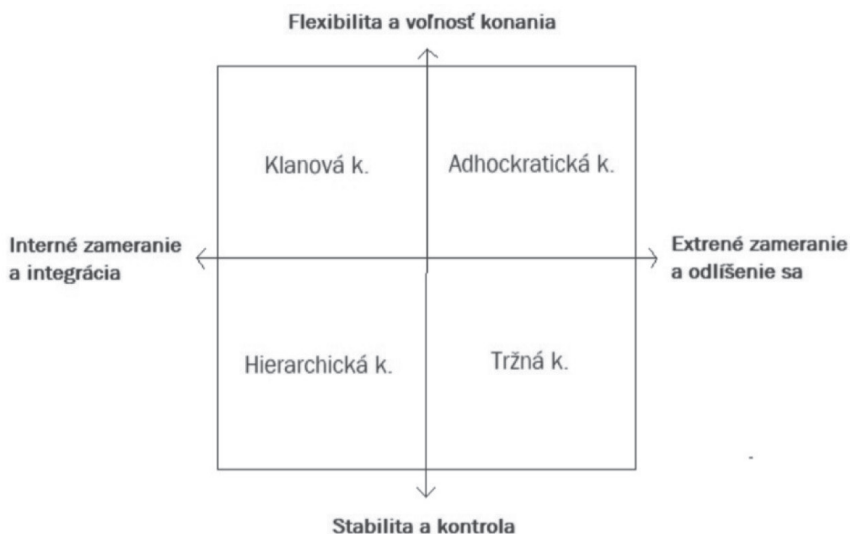 Flexibilita a voľnosť konania
Klanová k.
Adhockratická k.
Interné zameranie
a integrácia
Extrené zameranie
a odlíšenie sa
Hierarchická k.
Tržná k.
Stabilita a kontrola